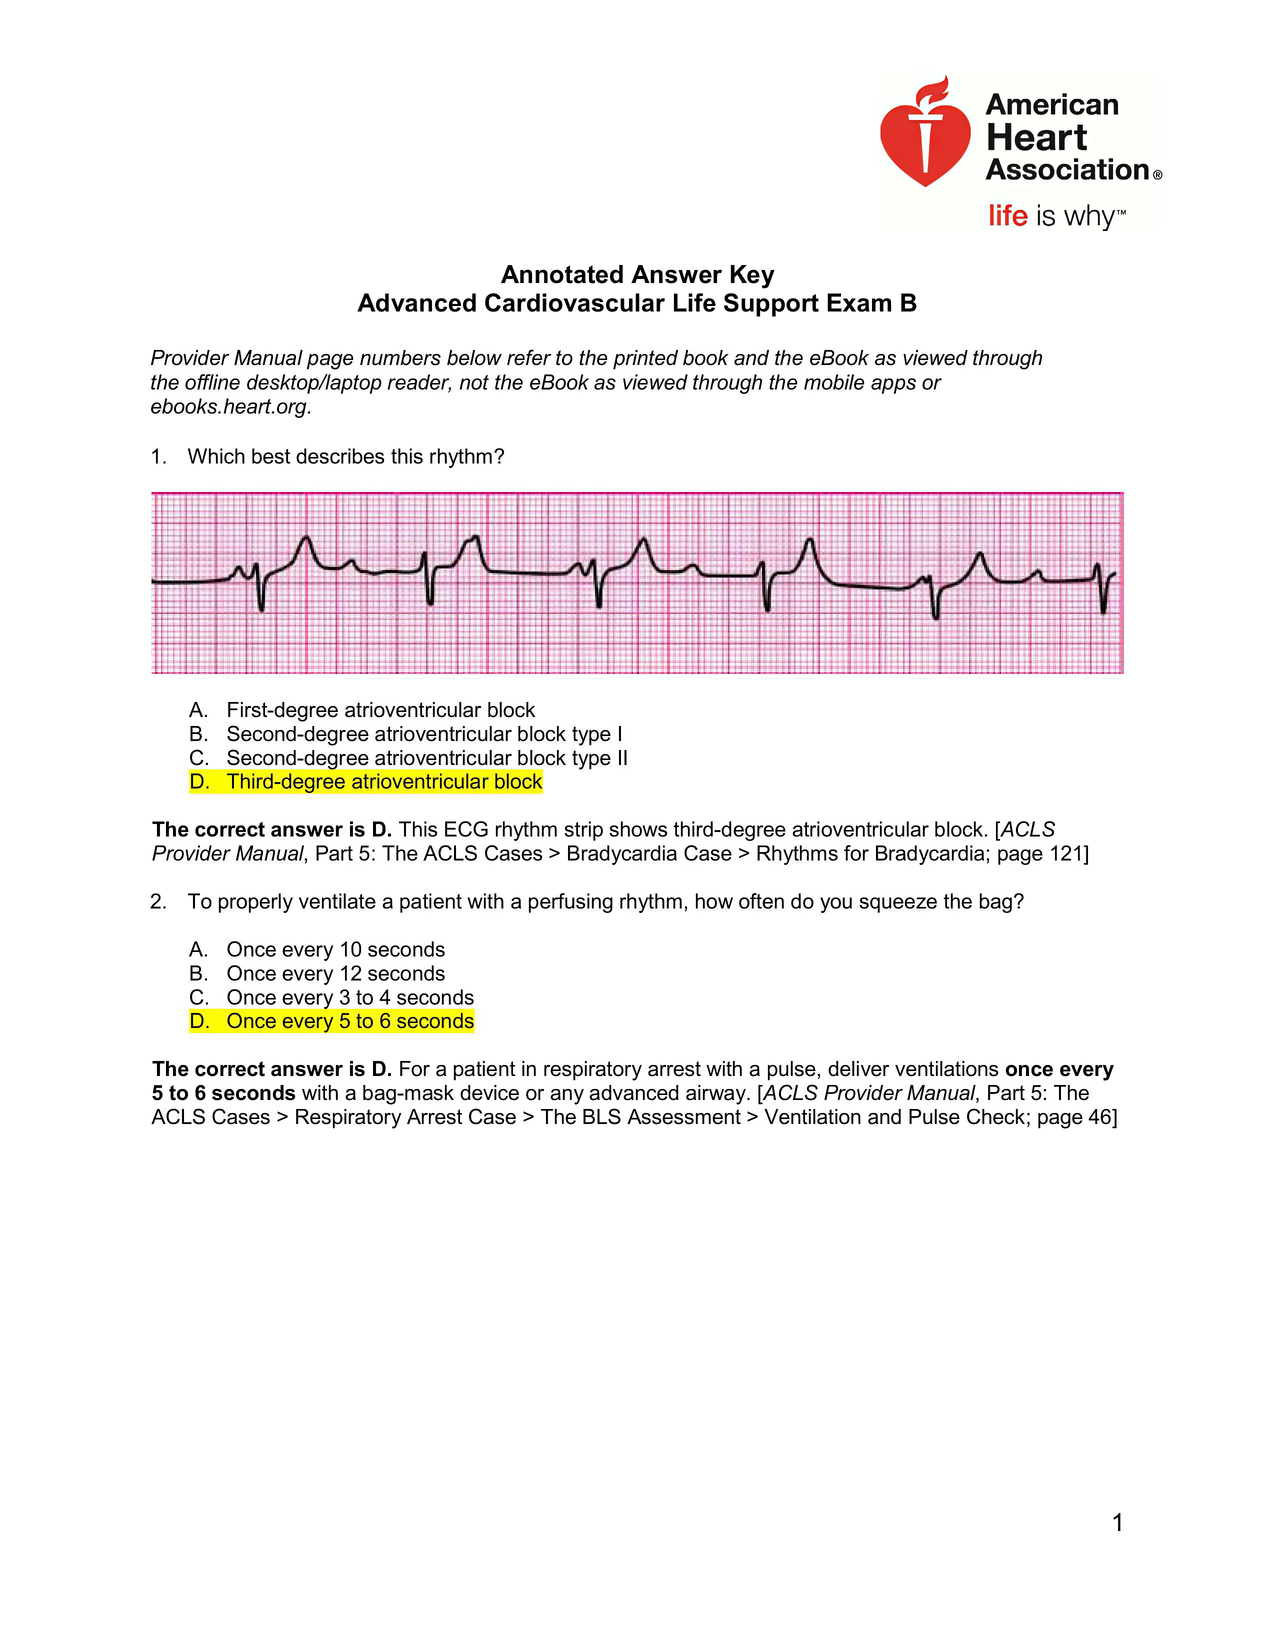 American
Heart
Association®
life is why™
Annotated Answer Key
Advanced Cardiovascular Life Support Exam B
Provider Manual page numbers below refer to the printed book and the eBook as viewed through
the offline desktop/laptop reader, not the eBook as viewed through the mobile apps or
ebooks.heart.org.
1. Which best describes this rhythm?
A. First-degree atrioventricular block
B. Second-degree atrioventricular block type I
C. Second-degree atrioventricular block type II
D. Third-degree atrioventricular block
The correct answer is D. This ECG rhythm strip shows third-degree atrioventricular block. [ACLS
Provider Manual, Part 5: The ACLS Cases > Bradycardia Case > Rhythms for Bradycardia; page 121]
2. To properly ventilate a patient with a perfusing rhythm, how often do you squeeze the bag?
A. Once every 10 seconds
B. Once every 12 seconds
C. Once every 3 to 4 seconds
D. Once every 5 to 6 seconds
The correct answer is D. For a patient in respiratory arrest with a pulse, deliver ventilations once every
5 to 6 seconds with a bag-mask device or any advanced airway. [ACLS Provider Manual, Part 5: The
ACLS Cases > Respiratory Arrest Case > The BLS Assessment > Ventilation and Pulse Check; page 46]
1